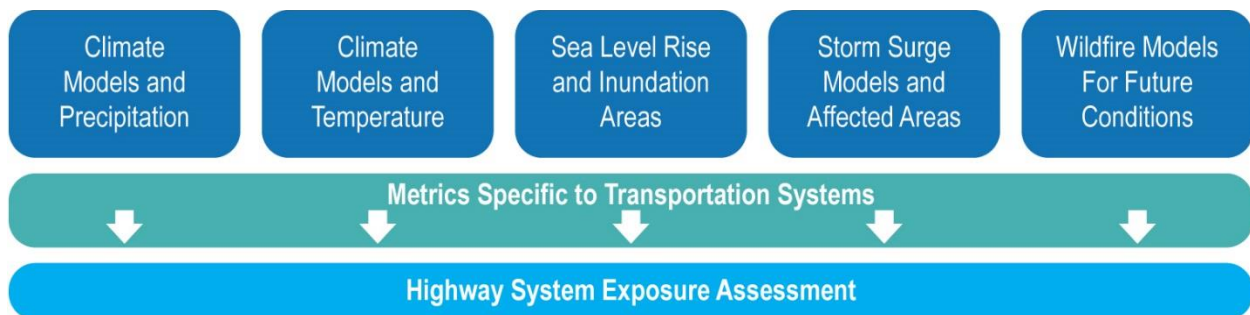 Climate
Models and
Precipitation
Climate
Models and
Temperature
Sea Level Rise
and Inundation
Areas
Storm Surge
Models and
Affected Areas
Wildfire Models
For Future
Conditions
Metrics Specific to Transportation Systems
Highway System Exposure Assessment